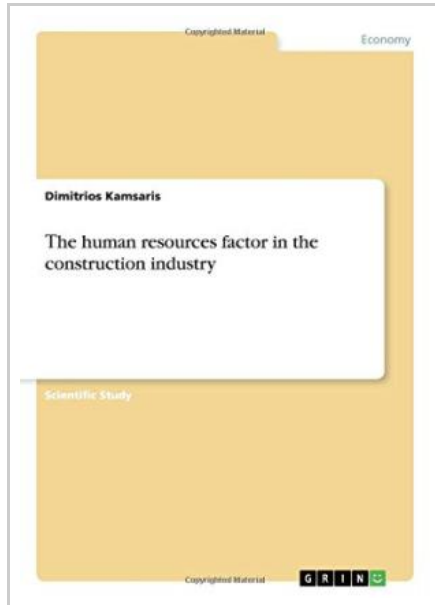 Copyrighted Material
Economy
Dimitrios Kamsaris
The human resources factor in the
construction industry
Scientific Study
Copyrighted Material
GRIN